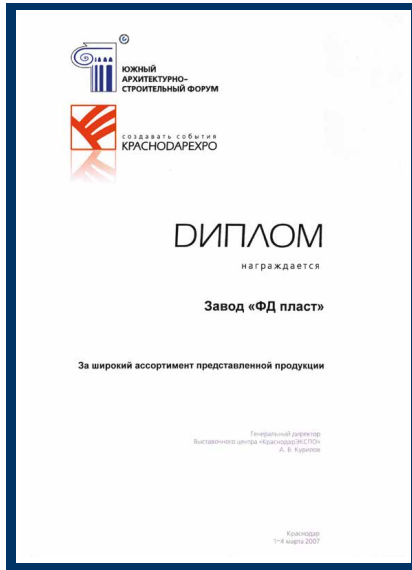 ®
ЮЖНЫЙ
АРХИТЕКТУРНО-
СТРОИТЕЛЬНЫЙ ФОРУМ
создавать события
КРАСНОДАРEXPO
ДИПЛОМ
награждается
Завод «ФД пласт»
За широкий ассортимент представленной продукции
Генеральный директор
Выставочного центра «КраснодарЭКСПО»
А. В. Курилов
Краснодар
1-4 марта 2007